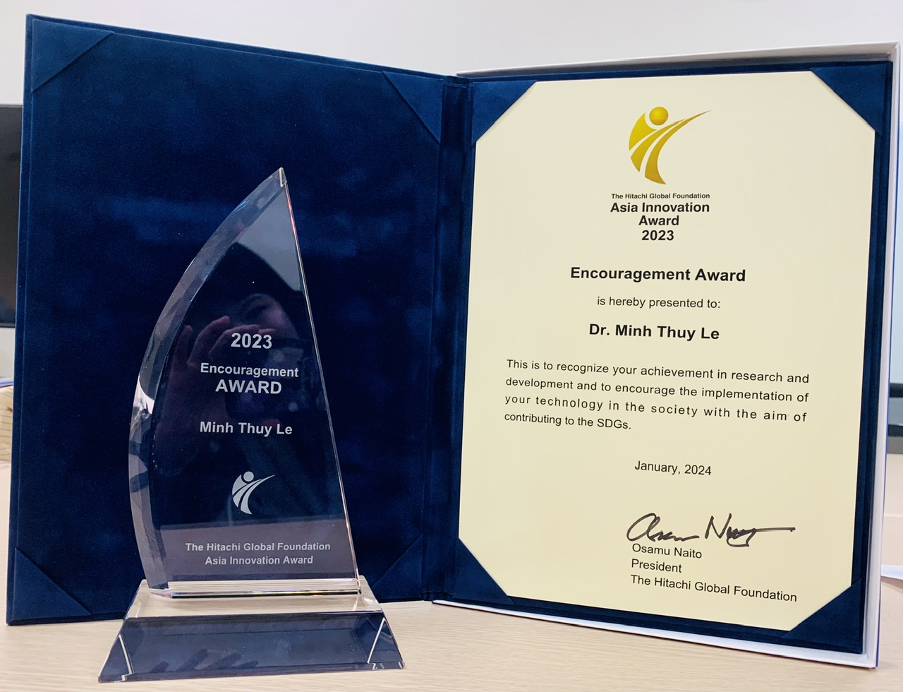 2023
Encouragement
AWARD
Minh Thuy Le
The Hitachi Global Foundation
Asia Innovation Award
The Hitachi Global Foundation
Asia Innovation
Award
2023
Encouragement Award
is hereby presented to:
Dr. Minh Thuy Le
This is to recognize your achievement in research and
development and to encourage the implementation of
your technology in the society with the aim of
contributing to the SDGs.
January, 2024
Osamu Naito
President
The Hitachi Global Foundation